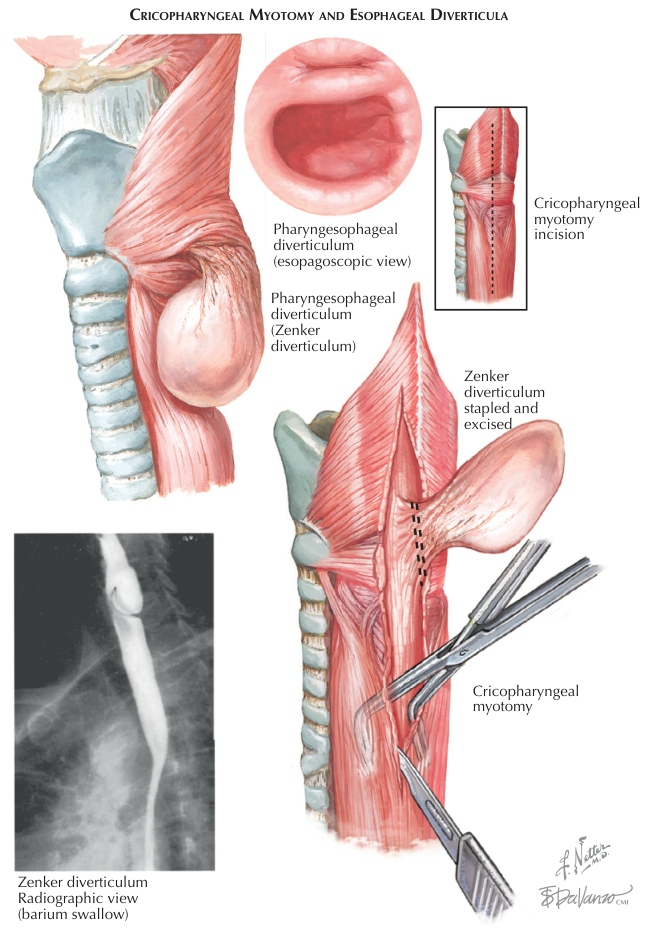 Cricopharyngeal Myotomy and Esophageal Diverticula
Pharyngesophageal
diverticulum
(esopagoscopic view)
Cricopharyngeal
myotomy
incision
Pharyngesophageal
diverticulum
(Zenker
diverticulum)
Zenker
diverticulum
stapled and
excised
Cricopharyngeal
myotomy
Zenker diverticulum
Radiographic view
(barium swallow)
F. Netter
M.D.
DaVanzo CMI